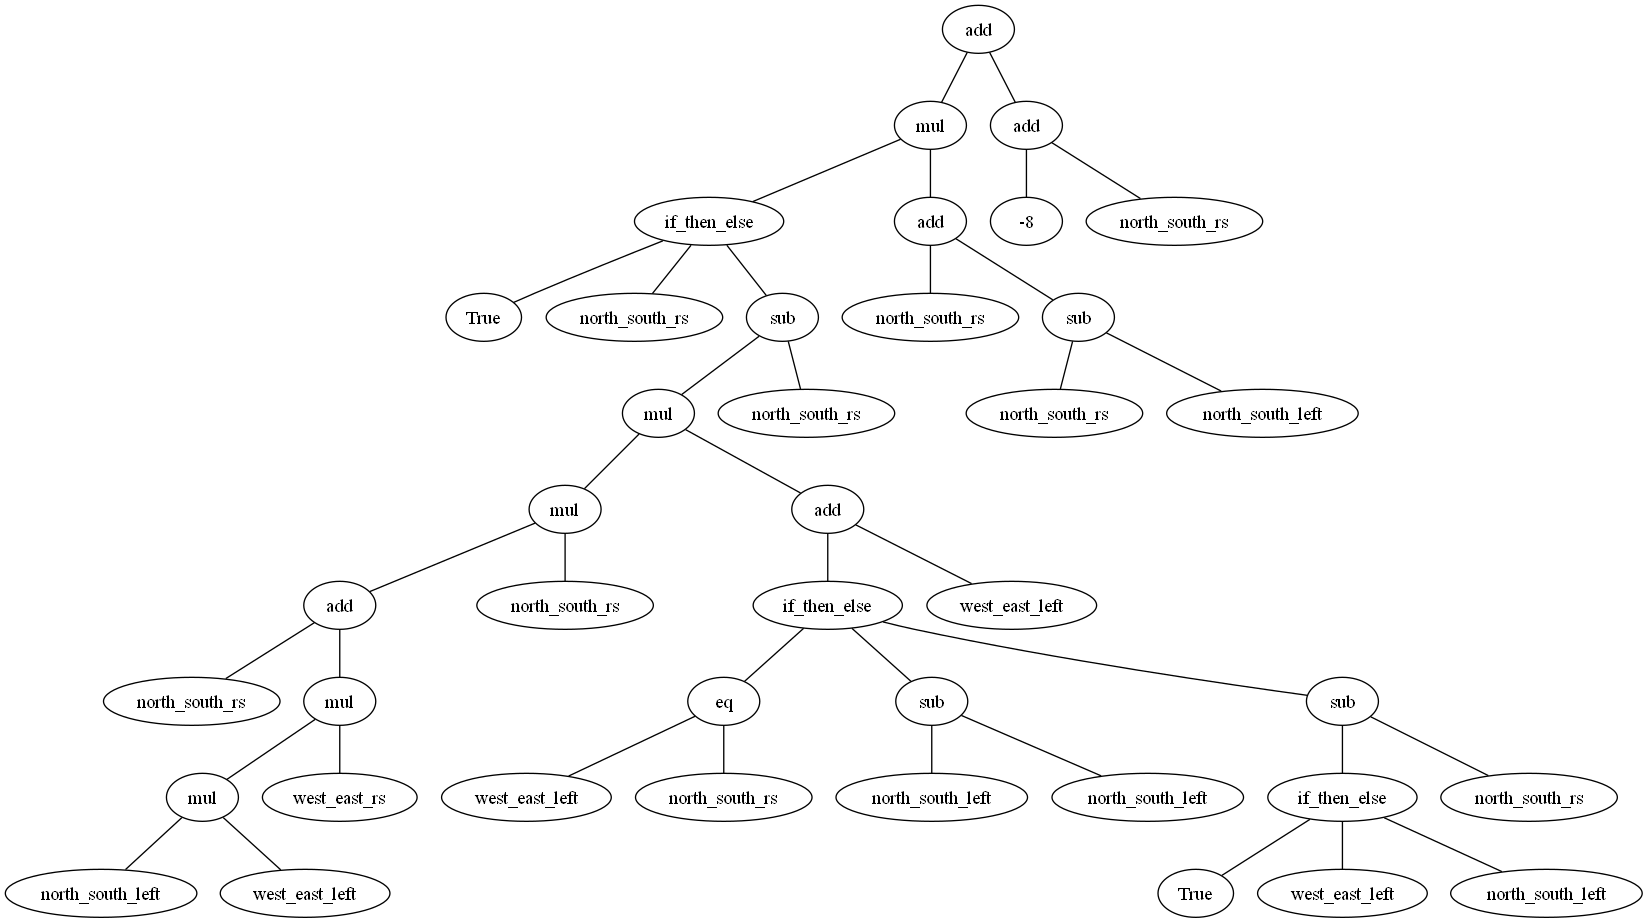 add
mul add
if_then_else add -8 north_south_rs
True north_south_rs sub north_south_rs sub
mul north_south_rs north_south_rs north_south_left
mul add
add north_south_rs if_then_else west_east_left
north_south_rs mul eq sub sub
mul west_east_rs west_east_left north_south_rs north_south_left north_south_left if_then_else north_south_rs
north_south_left west_east_left True west_east_left north_south_left